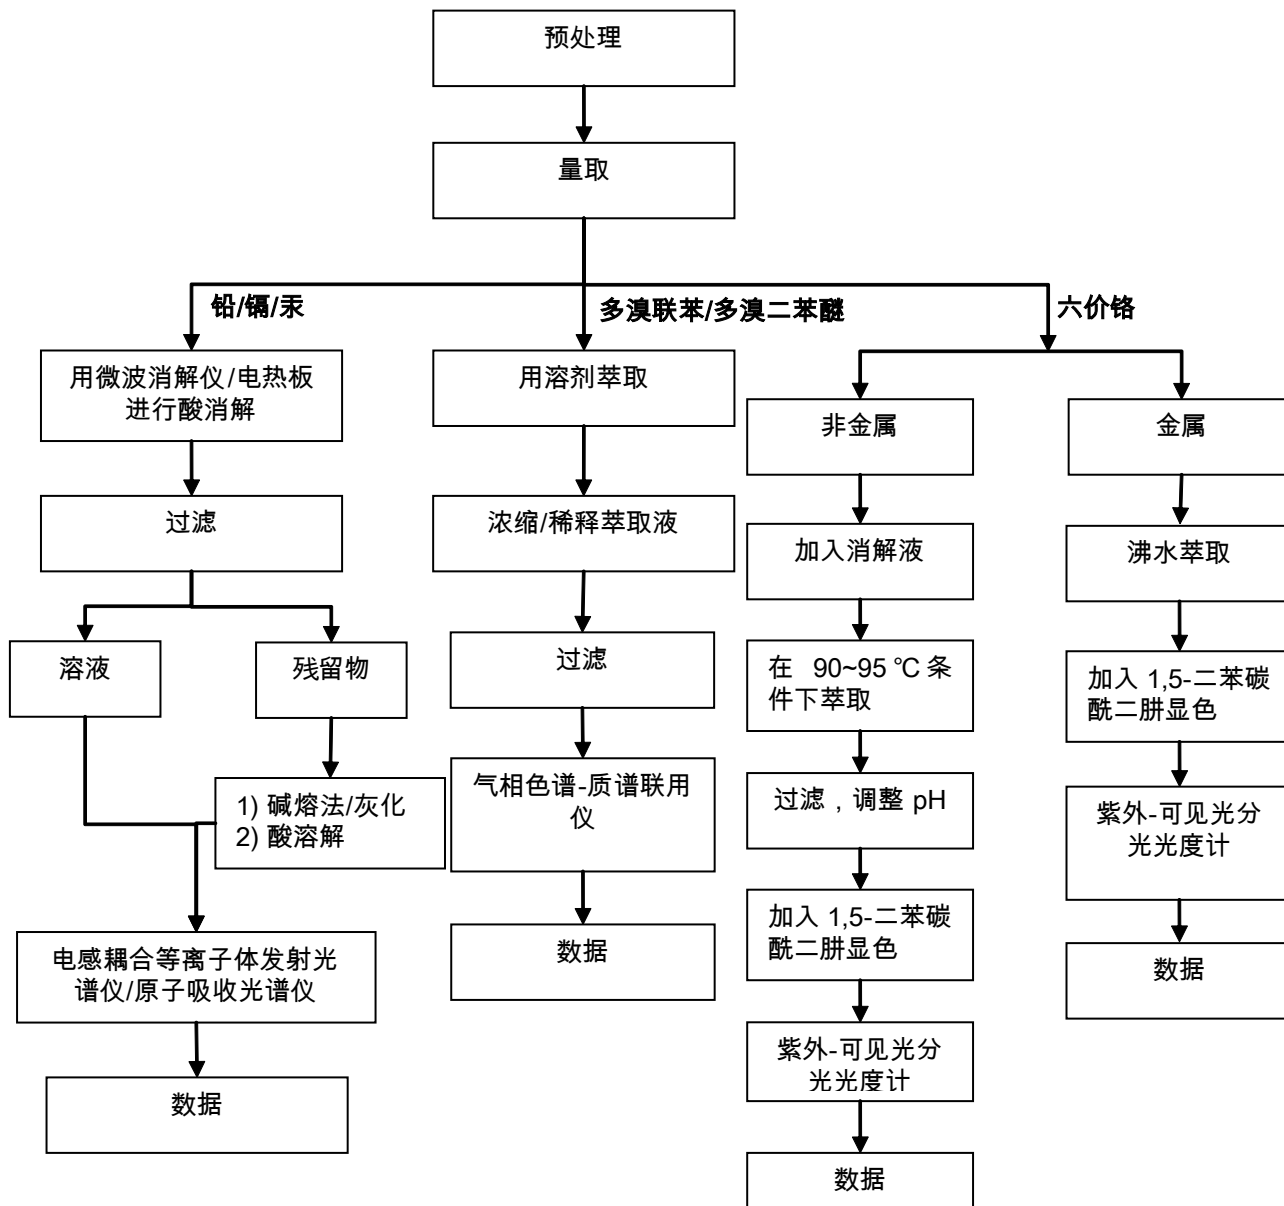 预处理
量取
铅/镉/汞
多溴联苯/多溴二苯醚
六价铬
用微波消解仪/电热板
进行酸消解
过滤
溶液
残留物
1) 碱熔法/灰化
2) 酸溶解
电感耦合等离子体发射光
谱仪/原子吸收光谱仪
数据
用溶剂萃取
浓缩/稀释萃取液
过滤
气相色谱-质谱联用
仪
数据
非金属
加入消解液
在 90~95 ℃ 条
件下萃取
过滤，调整 pH
加入 1,5-二苯碳
酰二肼显色
紫外-可见光分
光光度计
数据
金属
沸水萃取
加入 1,5-二苯碳
酰二肼显色
紫外-可见光分
光光度计
数据